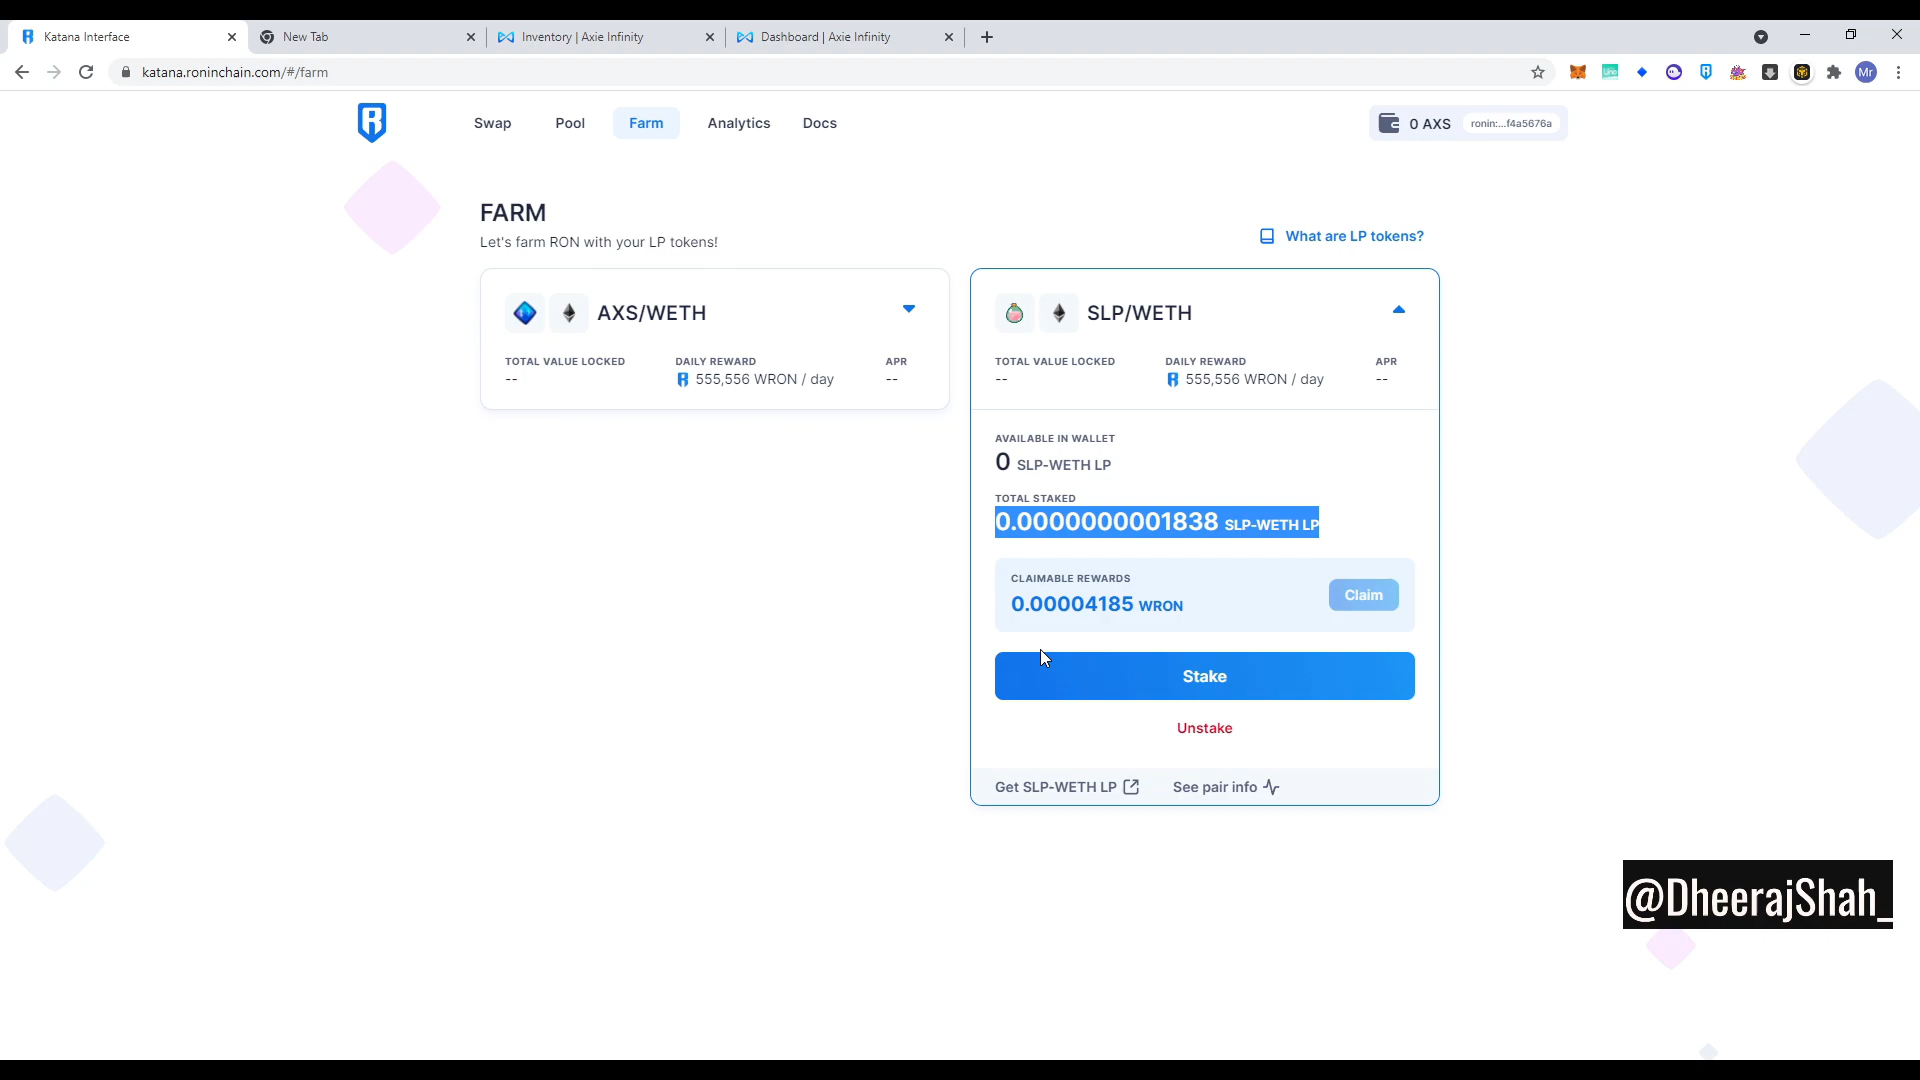 Katana Interface
New Tab
Inventory | Axie Infinity
Dashboard | Axie Infinity
katana.roninchain.com/#/farm
Mr
Swap
Pool
Farm
Analytics
Docs
0 AXS
ronin:...f4a5676a
FARM
Let's farm RON with your LP tokens!
What are LP tokens?
AXS/WETH
TOTAL VALUE LOCKED
DAILY REWARD
APR
--
555,556 WRON / day
--
SLP/WETH
TOTAL VALUE LOCKED
DAILY REWARD
APR
--
555,556 WRON / day
--
AVAILABLE IN WALLET
0 SLP-WETH LP
TOTAL STAKED
0.0000000001838 SLP-WETH LP
CLAIMABLE REWARDS
0.00004185 WRON
Claim
Stake
Unstake
Get SLP-WETH LP
See pair info
@DheerajShah_